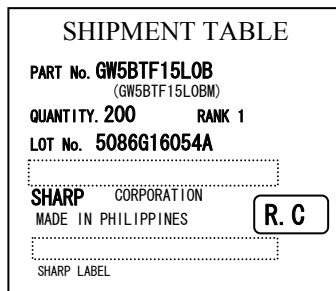 SHIPMENT TABLE
PART No. GW5BTF15L0B
(GW5BTF15L0BM)
QUANTITY. 200 RANK 1
LOT No. 5086G16054A
SHARP CORPORATION
MADE IN PHILIPPINES
R.C
SHARP LABEL